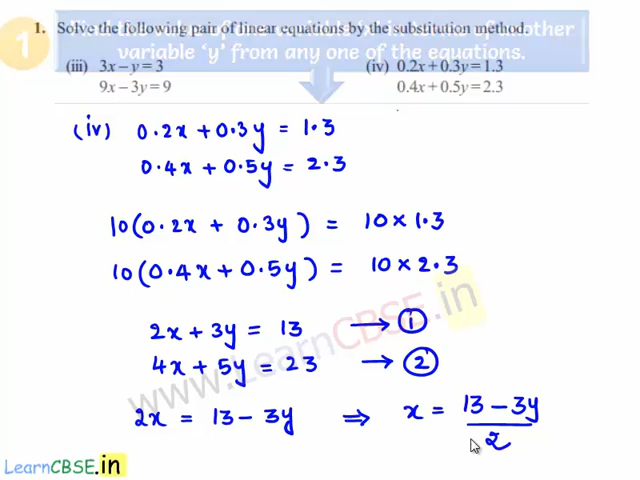 1
1. Solve the following pair of linear equations by the substitution method.
other
variable ‘y’ from any one of the equations.
(iii) 3x – y = 3
9x – 3y = 9
(iv) 0.2x + 0.3y = 1.3
0.4x + 0.5y = 2.3
(iv) 0.2x + 0.3y = 1.3
0.4x + 0.5y = 2.3
10(0.2x + 0.3y) = 10 × 1.3
10(0.4x + 0.5y) = 10 × 2.3
2x + 3y = 13 → ①
4x + 5y = 23 → ②
www.LearnCBSE.in
2x = 13 – 3y ⇒ x = 13 – 3y
2
LearnCBSE.in